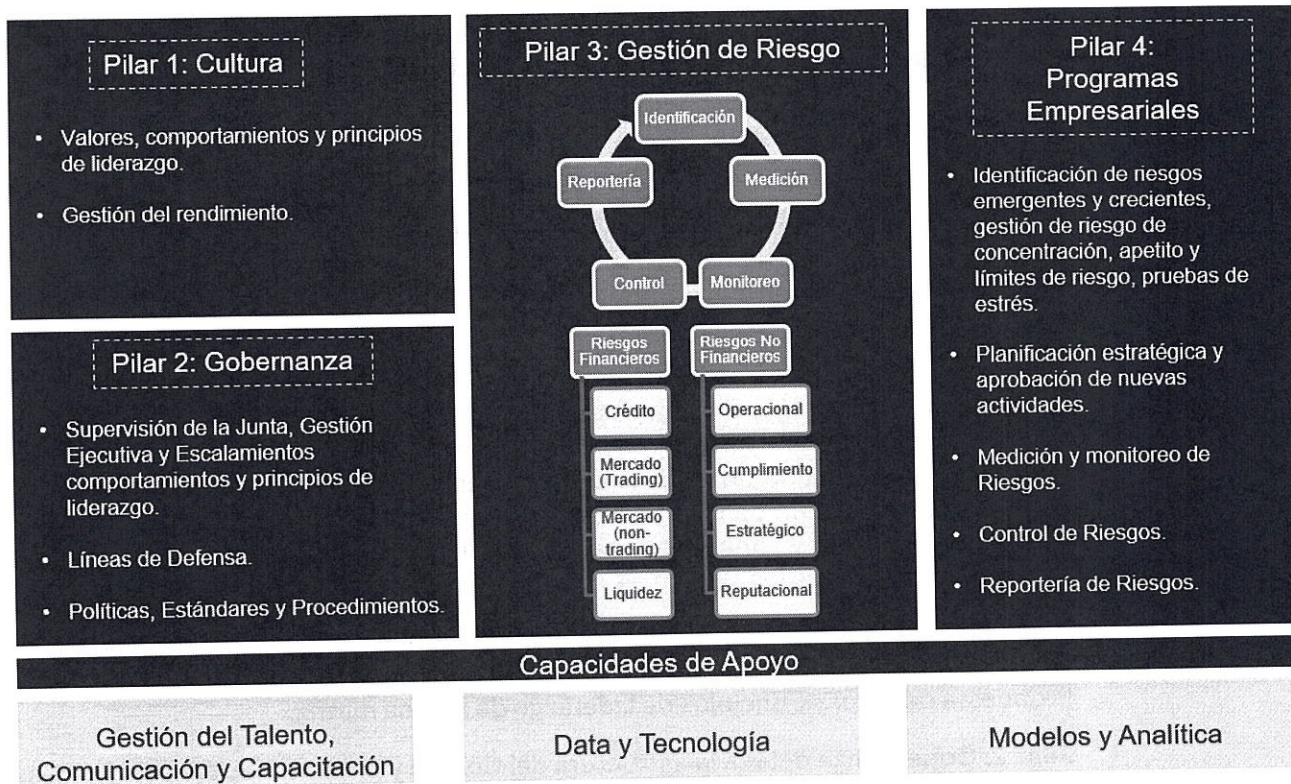 Pilar 1: Cultura
• Valores, comportamientos y principios
de liderazgo.
• Gestión del rendimiento.
Pilar 2: Gobernanza
• Supervisión de la Junta, Gestión
Ejecutiva y Escalamientos
comportamientos y principios de
liderazgo.
• Líneas de Defensa.
• Políticas, Estándares y Procedimientos.
Pilar 3: Gestión de Riesgo
Identificación
Reportería
Medición
Control
Monitoreo
Riesgos
Financieros
Crédito
Mercado
(Trading)
Mercado
(non-
trading)
Liquidez
Riesgos No
Financieros
Operacional
Cumplimiento
Estratégico
Reputacional
Pilar 4:
Programas
Empresariales
• Identificación de riesgos
emergentes y crecientes,
gestión de riesgo de
concentración, apetito y
límites de riesgo, pruebas de
estrés.
• Planificación estratégica y
aprobación de nuevas
actividades.
• Medición y monitoreo de
Riesgos.
• Control de Riesgos.
• Reportería de Riesgos.
Capacidades de Apoyo
Gestión del Talento,
Comunicación y Capacitación
Data y Tecnología
Modelos y Analítica